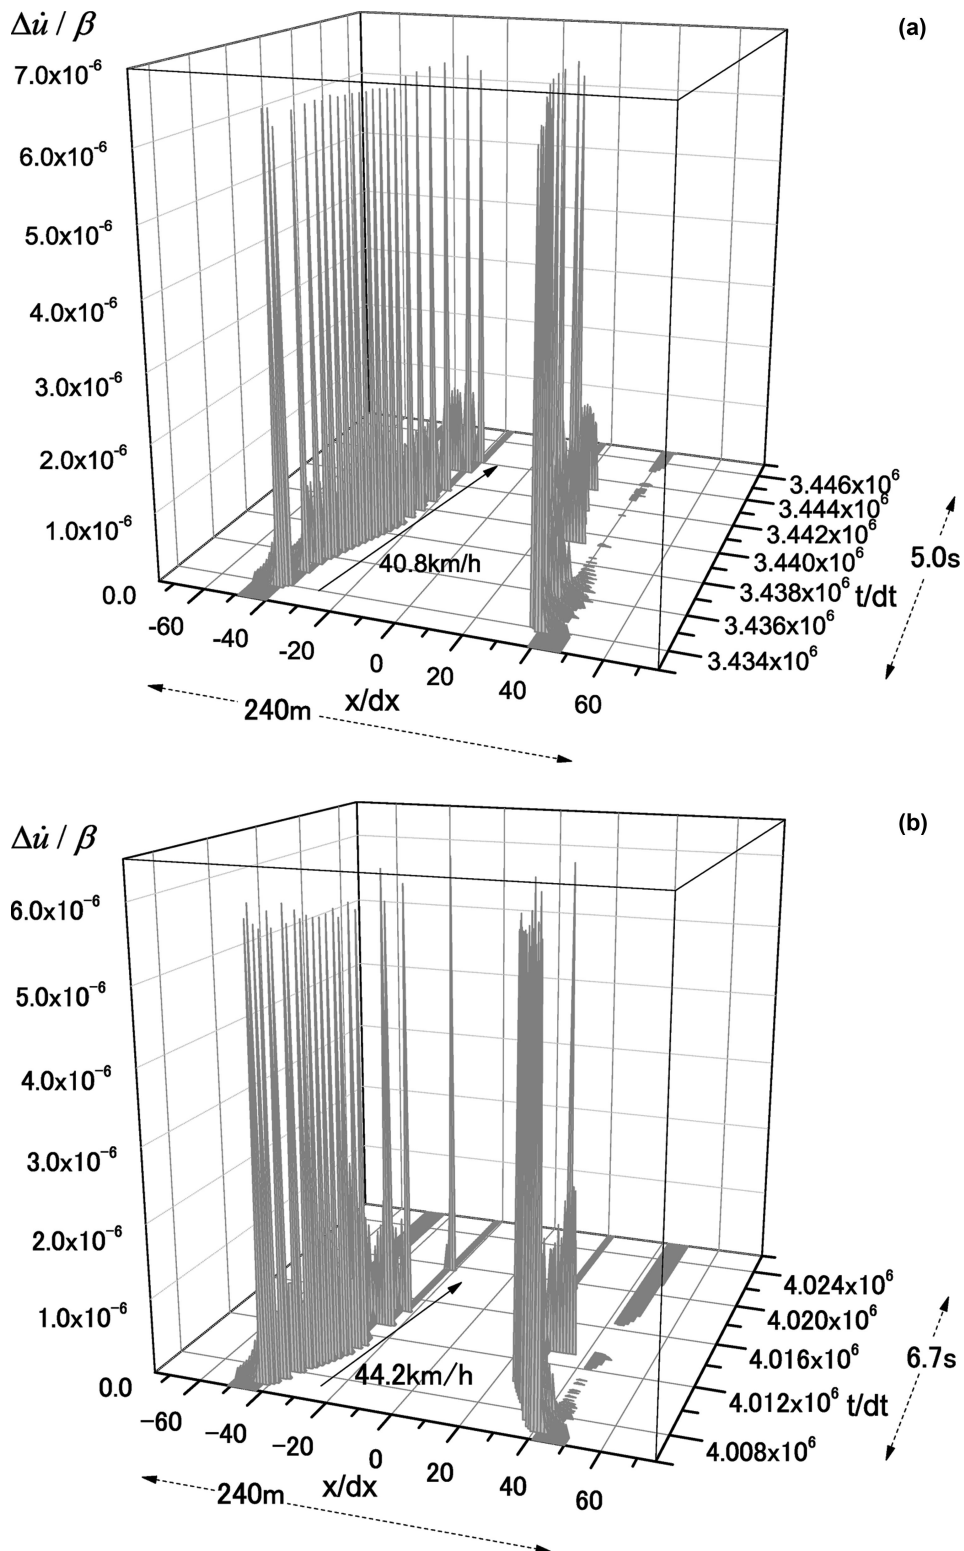 Δu̇ / β
(a)
7.0x10⁻⁶
6.0x10⁻⁶
5.0x10⁻⁶
4.0x10⁻⁶
3.0x10⁻⁶
2.0x10⁻⁶
1.0x10⁻⁶
0.0
40.8km/h
3.446x10⁶
3.444x10⁶
3.442x10⁶
3.440x10⁶
3.438x10⁶ t/dt
3.436x10⁶
3.434x10⁶
5.0s
-60
-40
-20
0
20
40
60
x/dx
240m
Δu̇ / β
(b)
6.0x10⁻⁶
5.0x10⁻⁶
4.0x10⁻⁶
3.0x10⁻⁶
2.0x10⁻⁶
1.0x10⁻⁶
0.0
44.2km/h
4.024x10⁶
4.020x10⁶
4.016x10⁶
4.012x10⁶ t/dt
4.008x10⁶
6.7s
−60
−40
−20
0
20
40
60
x/dx
240m